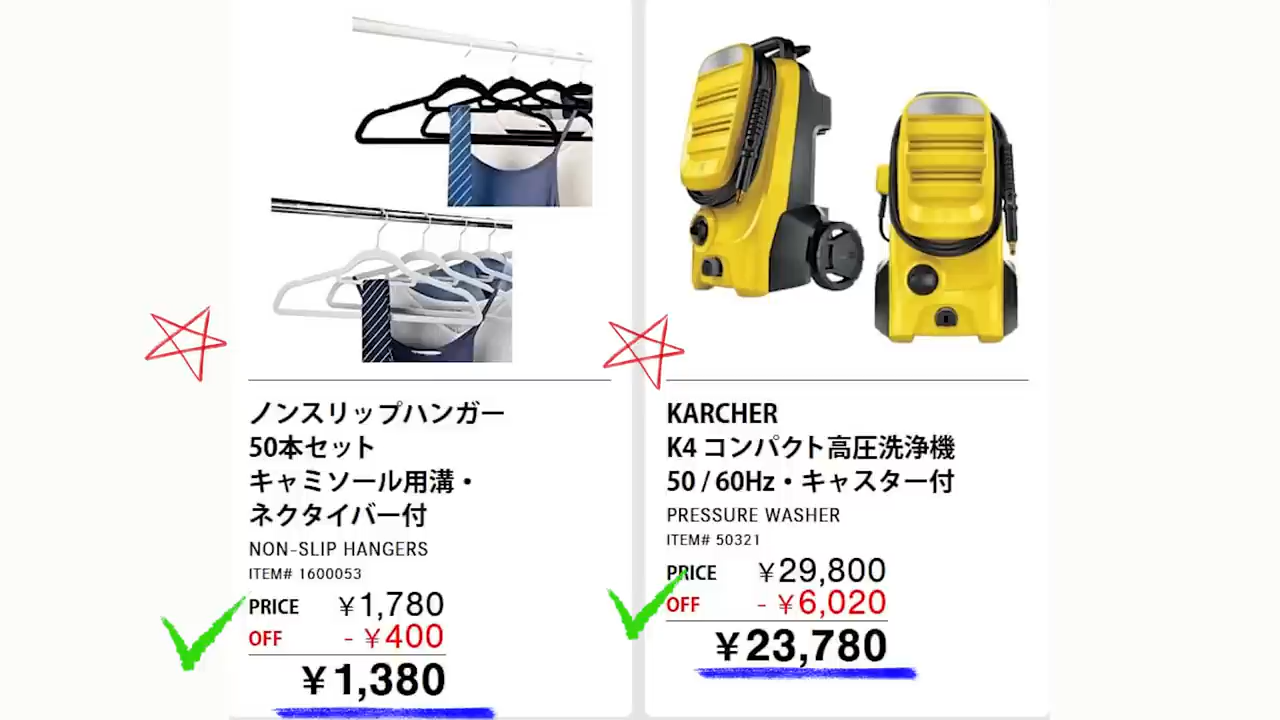 ノンスリップハンガー
50本セット
キャミソール用溝・
ネクタイバー付
NON-SLIP HANGERS
ITEM# 1600053
PRICE ¥1,780
OFF - ¥400
¥1,380
KARCHER
K4 コンパクト高圧洗浄機
50 / 60Hz・キャスター付
PRESSURE WASHER
ITEM# 50321
PRICE ¥29,800
OFF - ¥6,020
¥23,780